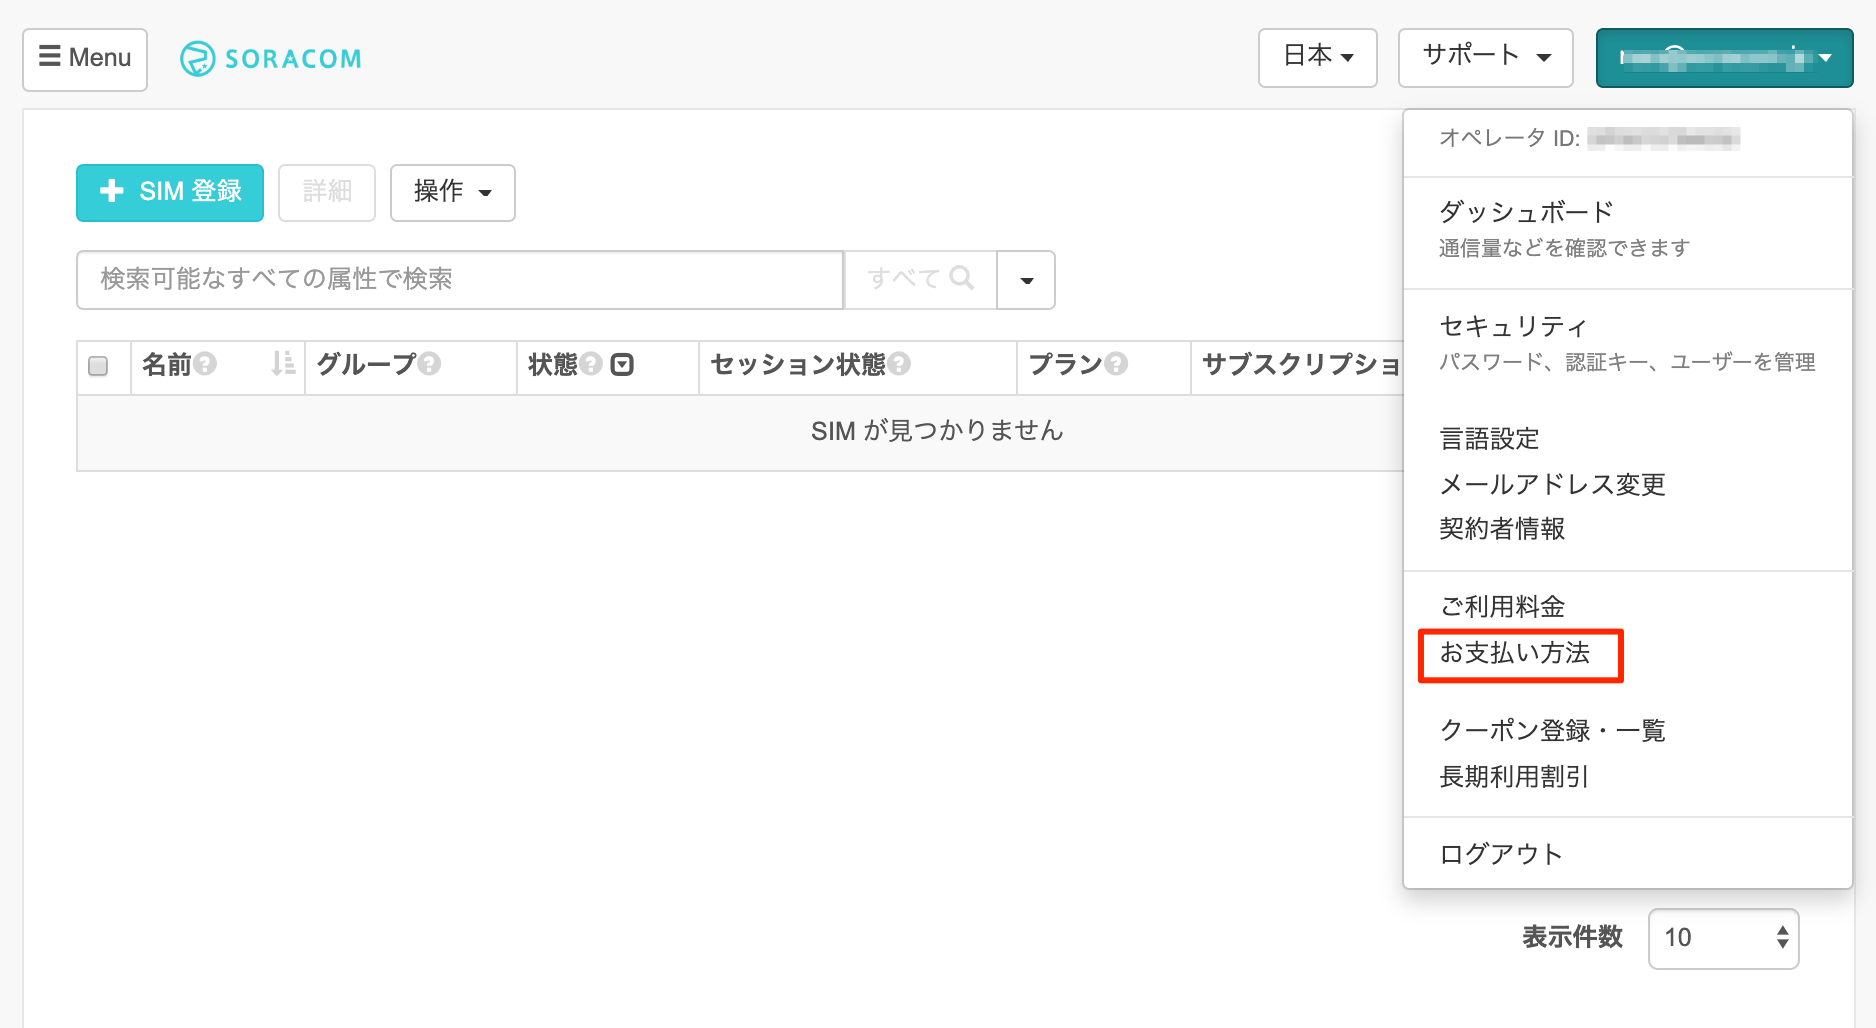 Menu
SORACOM
日本
サポート
SIM 登録
詳細
操作
検索可能なすべての属性で検索
すべて
名前
グループ
状態
セッション状態
プラン
サブスクリプショ
SIM が見つかりません
オペレータ ID:
ダッシュボード
通信量などを確認できます
セキュリティ
パスワード、認証キー、ユーザーを管理
言語設定
メールアドレス変更
契約者情報
ご利用料金
お支払い方法
クーポン登録・一覧
長期利用割引
ログアウト
表示件数
10